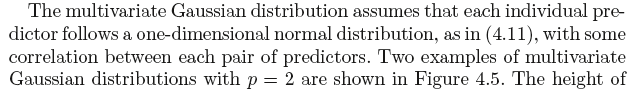 The multivariate Gaussian distribution assumes that each individual pre-
dictor follows a one-dimensional normal distribution, as in (4.11), with some
correlation between each pair of predictors. Two examples of multivariate
Gaussian distributions with p = 2 are shown in Figure 4.5. The height of